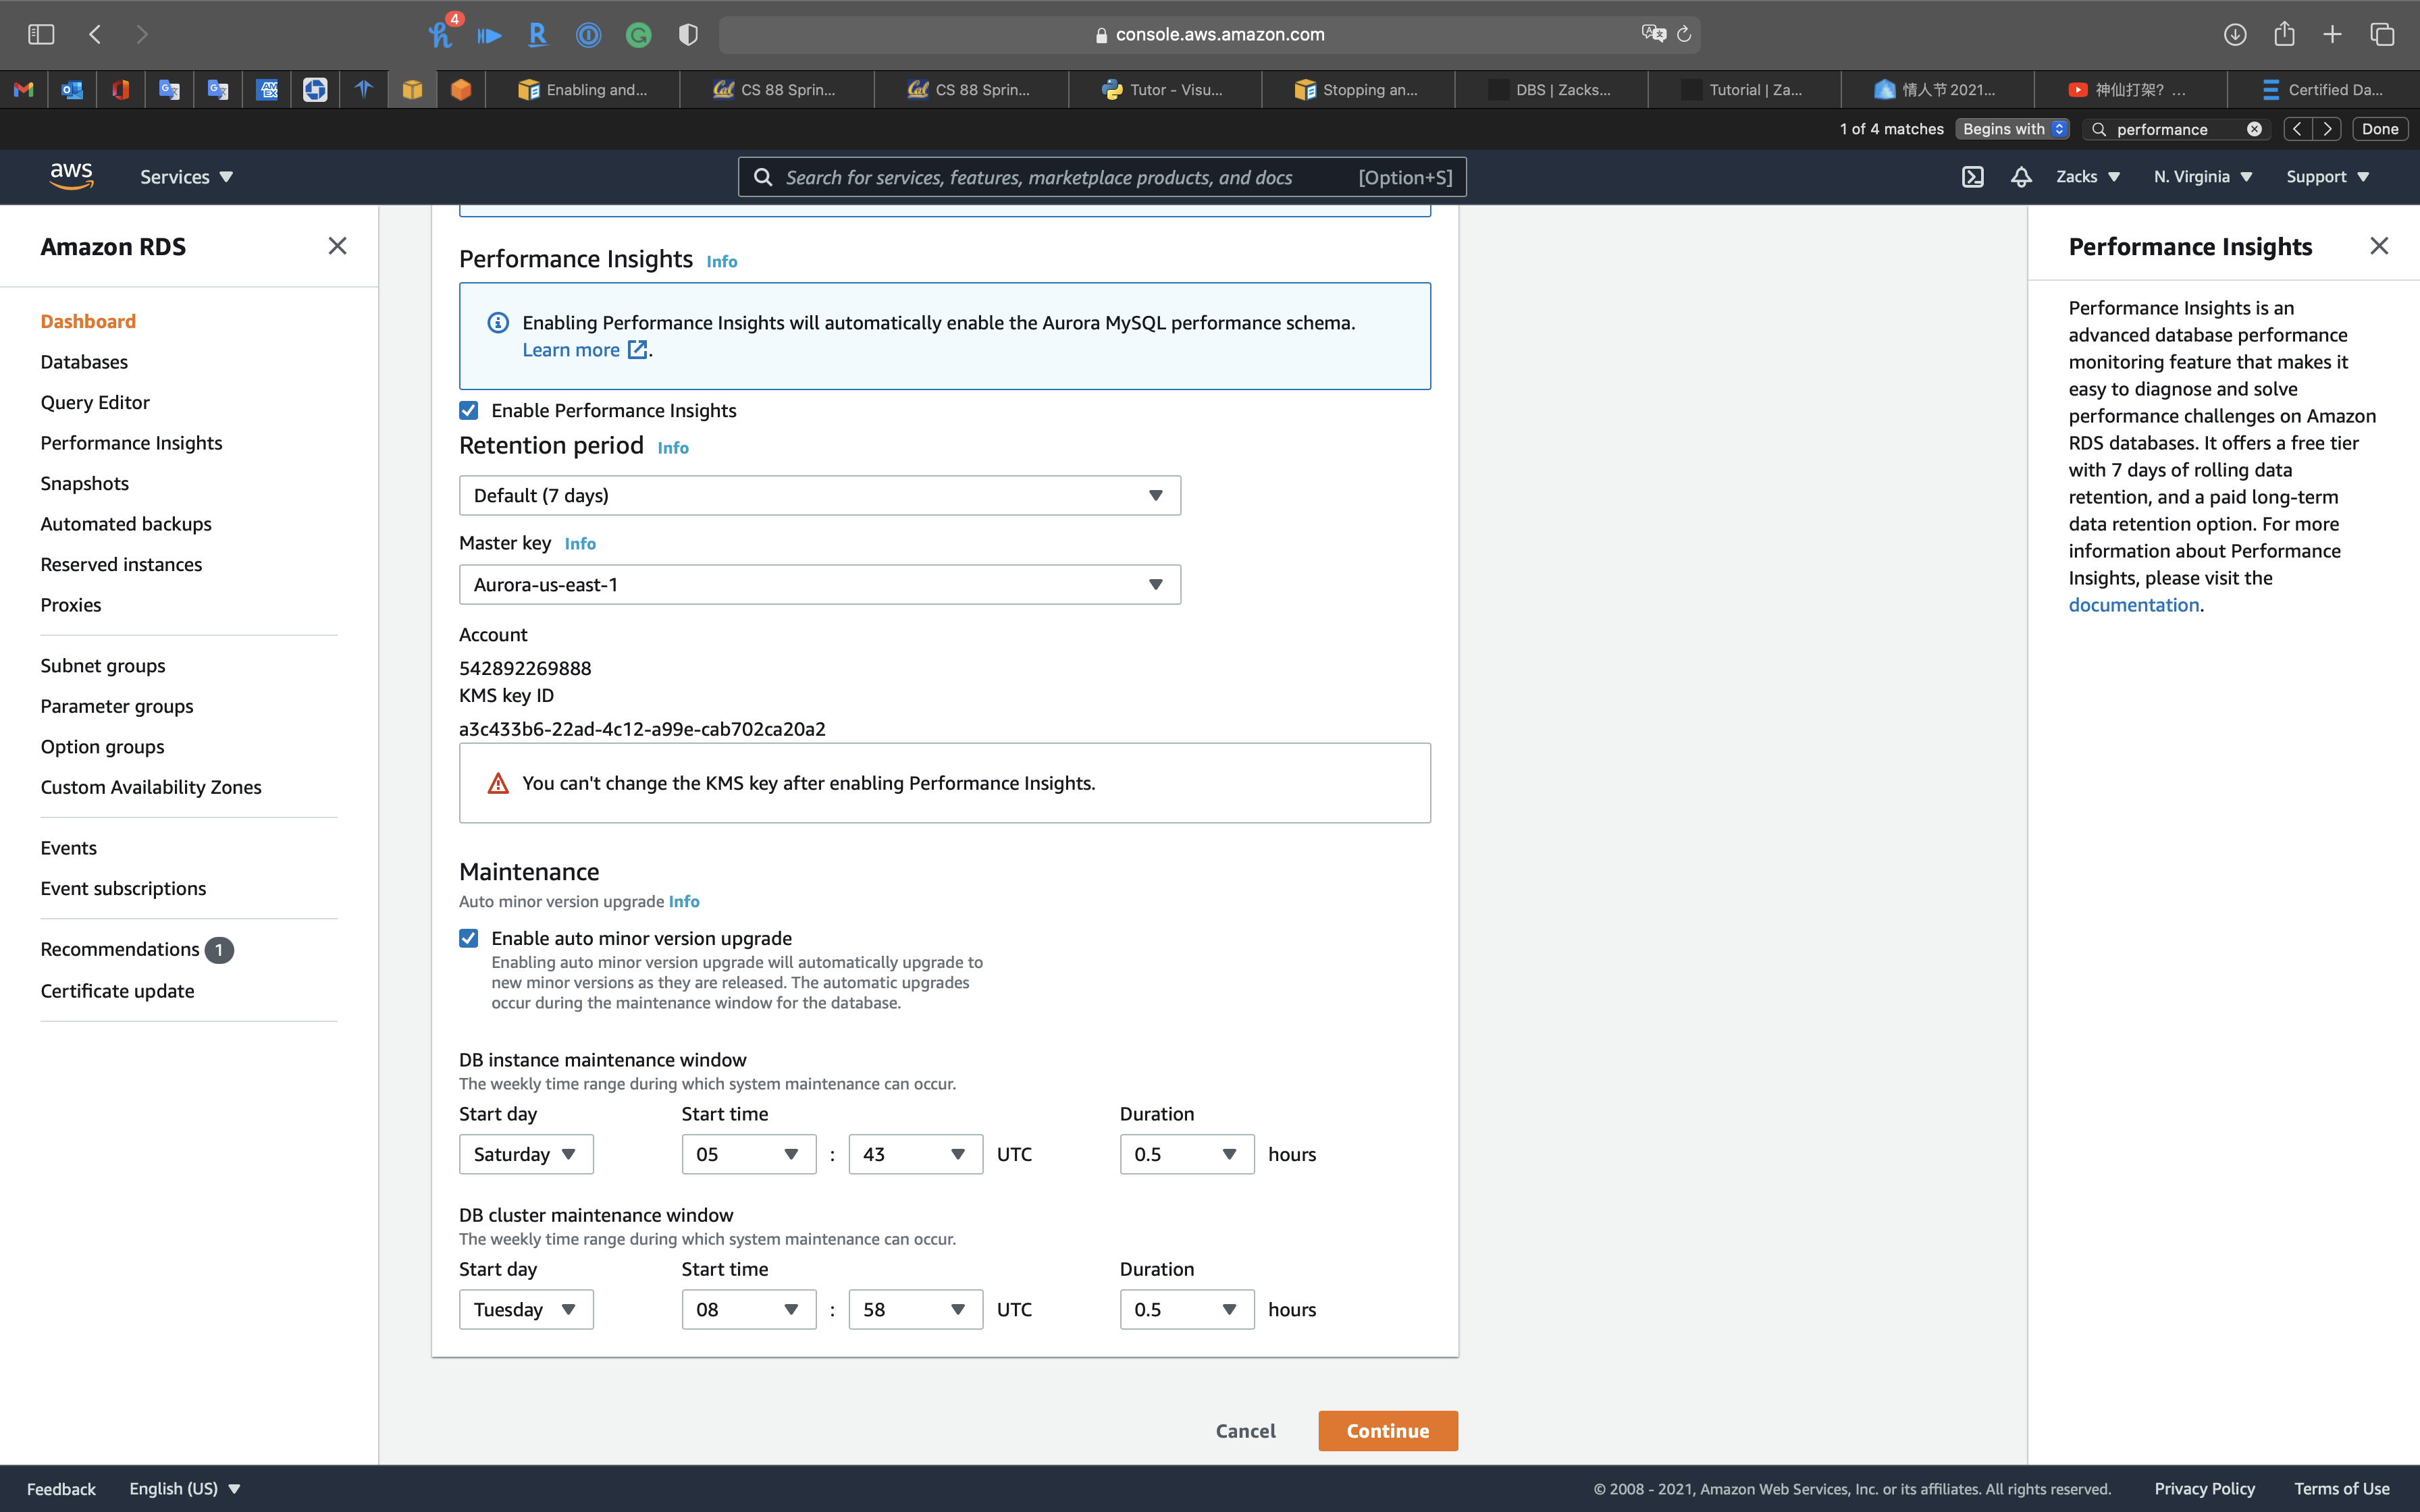 4
console.aws.amazon.com
Enabling and...
CS 88 Sprin...
CS 88 Sprin...
Tutor - Visu...
Stopping an...
DBS | Zacks...
Tutorial | Za...
情人节 2021...
神仙打架? ...
Certified Da...
1 of 4 matches
Begins with
performance
Done
aws
Services
Search for services, features, marketplace products, and docs
[Option+S]
Zacks
N. Virginia
Support
Amazon RDS
Dashboard
Databases
Query Editor
Performance Insights
Snapshots
Automated backups
Reserved instances
Proxies
Subnet groups
Parameter groups
Option groups
Custom Availability Zones
Events
Event subscriptions
Recommendations 1
Certificate update
Performance Insights Info
Enabling Performance Insights will automatically enable the Aurora MySQL performance schema.
Learn more .
Enable Performance Insights
Retention period Info
Default (7 days)
Master key Info
Aurora-us-east-1
Account
542892269888
KMS key ID
a3c433b6-22ad-4c12-a99e-cab702ca20a2
You can't change the KMS key after enabling Performance Insights.
Maintenance
Auto minor version upgrade Info
Enable auto minor version upgrade
Enabling auto minor version upgrade will automatically upgrade to
new minor versions as they are released. The automatic upgrades
occur during the maintenance window for the database.
DB instance maintenance window
The weekly time range during which system maintenance can occur.
Start day Start time Duration
Saturday 05 : 43 UTC 0.5 hours
DB cluster maintenance window
The weekly time range during which system maintenance can occur.
Start day Start time Duration
Tuesday 08 : 58 UTC 0.5 hours
Cancel
Continue
Performance Insights
Performance Insights is an
advanced database performance
monitoring feature that makes it
easy to diagnose and solve
performance challenges on Amazon
RDS databases. It offers a free tier
with 7 days of rolling data
retention, and a paid long-term
data retention option. For more
information about Performance
Insights, please visit the
documentation.
Feedback
English (US)
© 2008 - 2021, Amazon Web Services, Inc. or its affiliates. All rights reserved.
Privacy Policy
Terms of Use